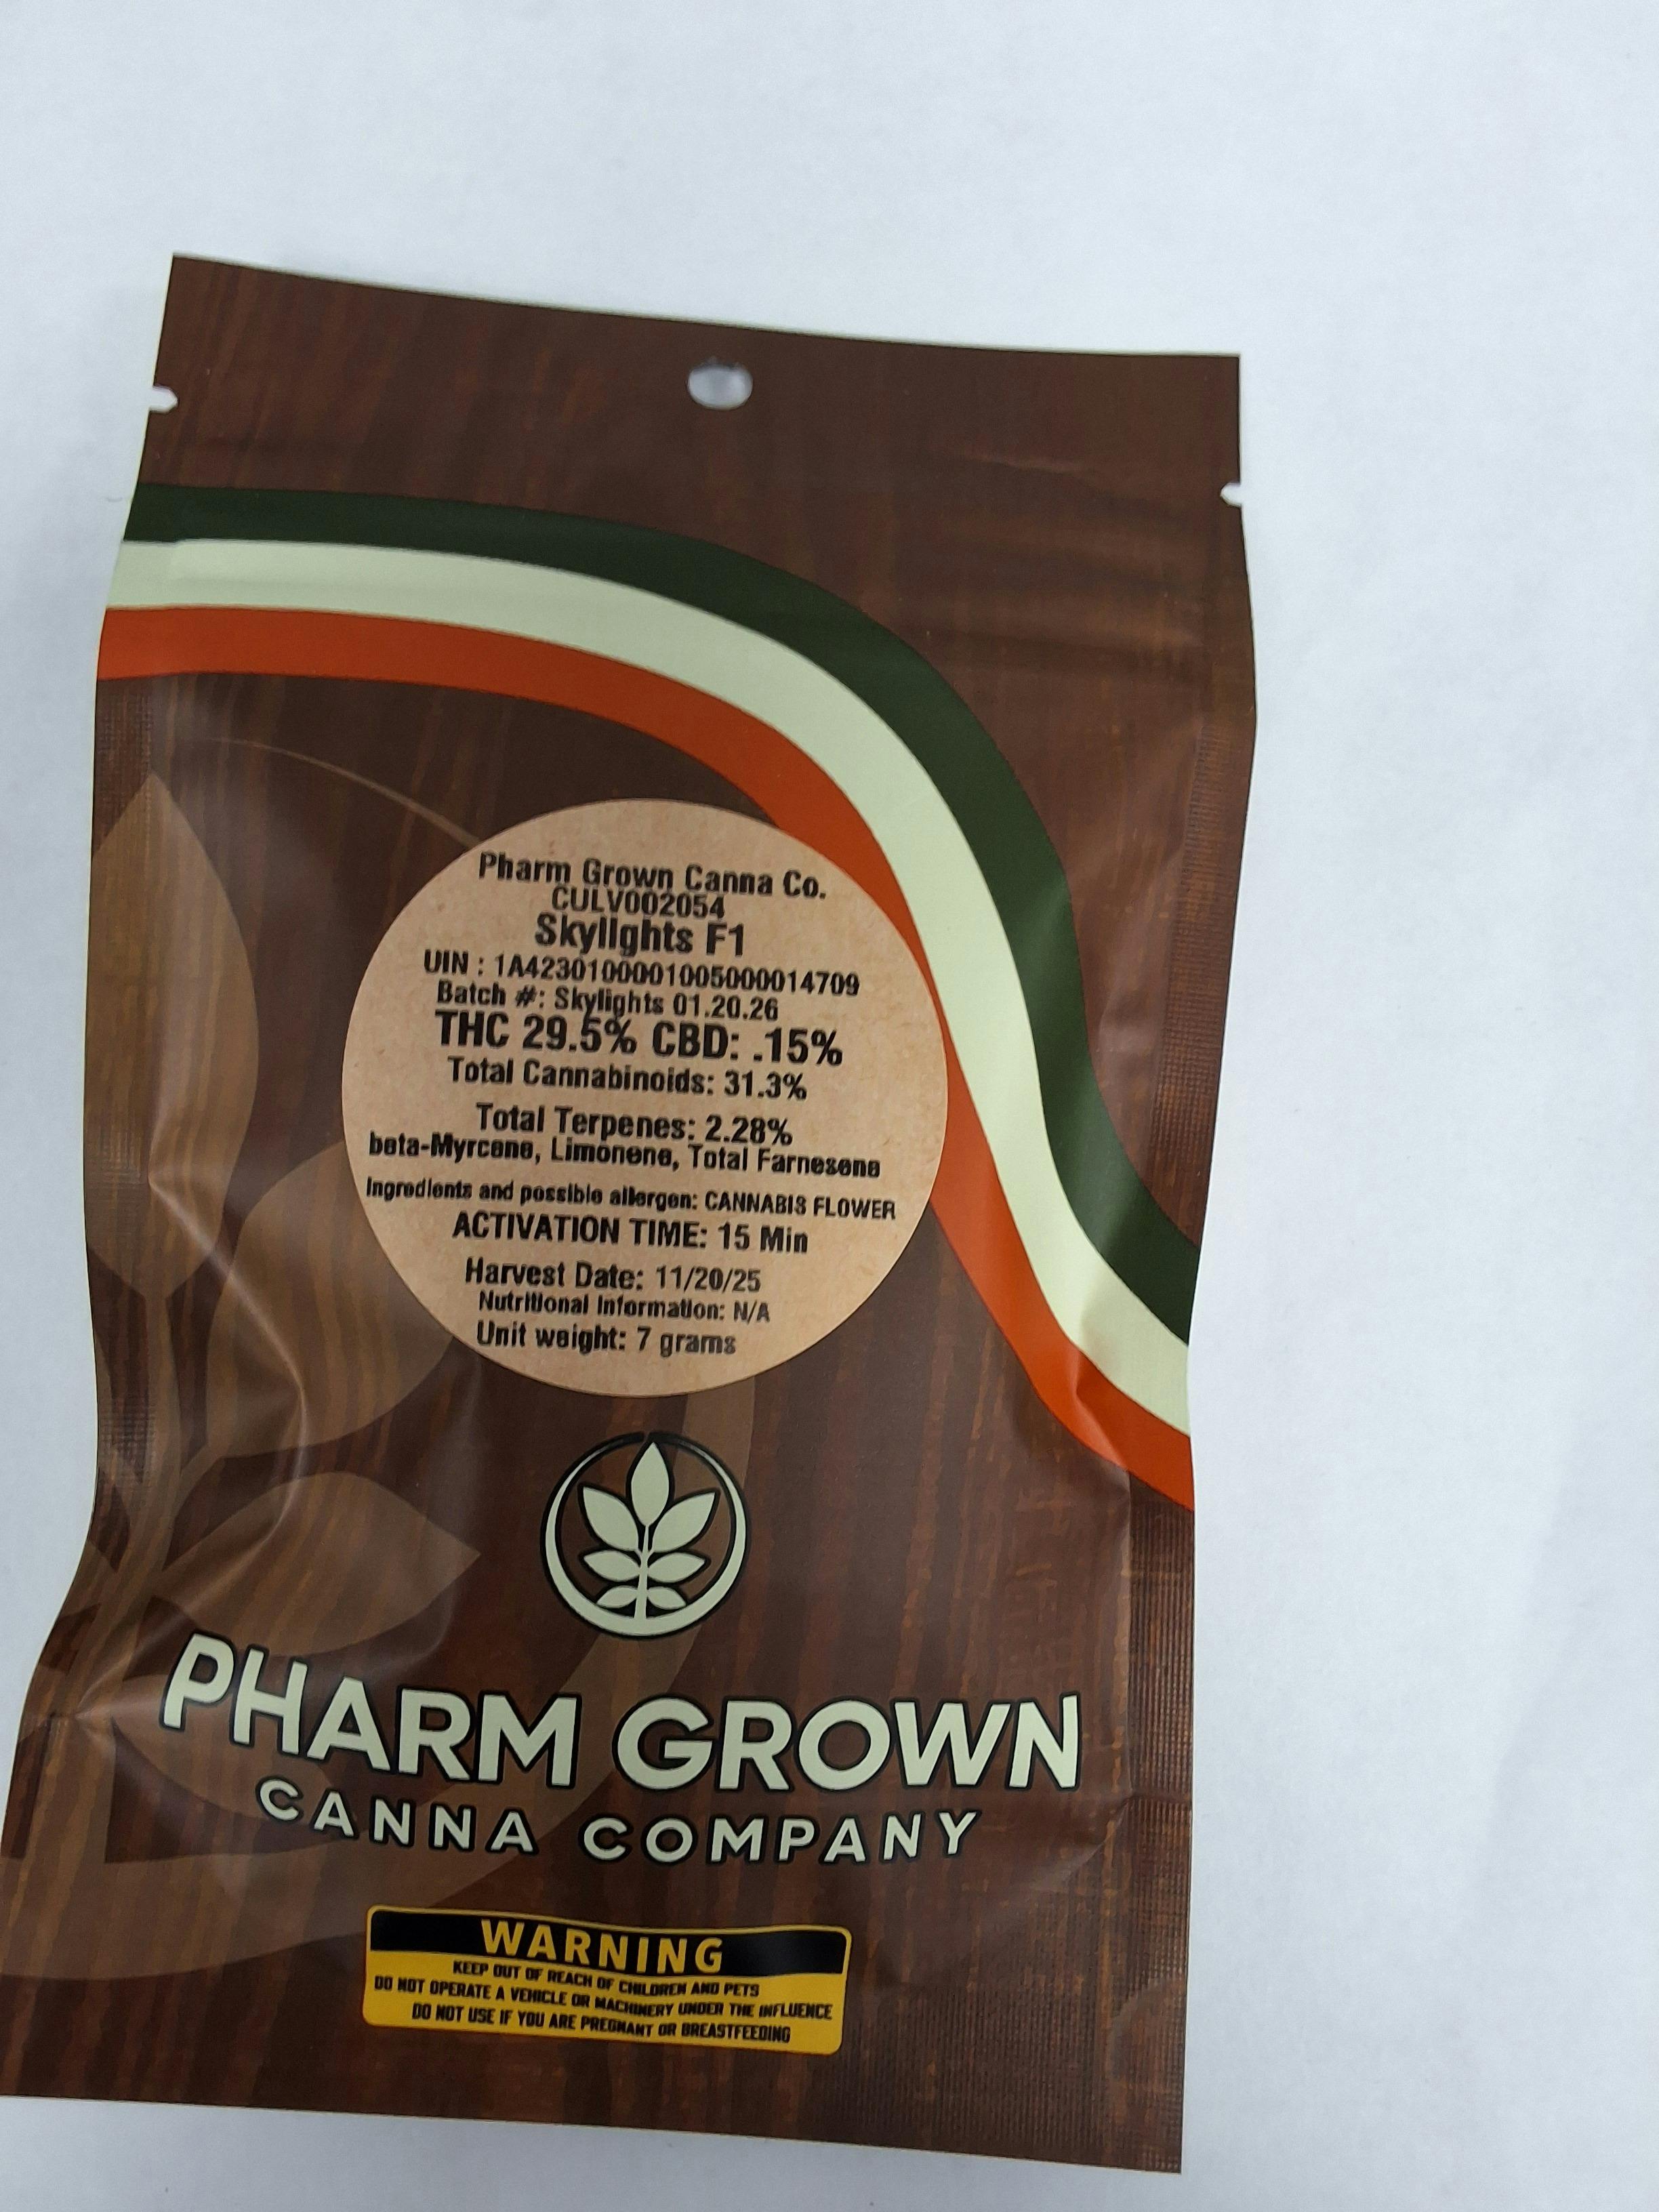 Pharm Grown Canna Co.
CULV002054
Skylights F1
UIN : 1A4230100001005000014709
Batch #: Skylights 01.20.26
THC 29.5% CBD: .15%
Total Cannabinoids: 31.3%
Total Terpenes: 2.28%
beta-Myrcene, Limonene, Total Farnesene
Ingredients and possible allergen: CANNABIS FLOWER
ACTIVATION TIME: 15 Min
Harvest Date: 11/20/25
Nutritional Information: N/A
Unit weight: 7 grams
PHARM GROWN
CANNA COMPANY
WARNING
KEEP OUT OF REACH OF CHILDREN AND PETS
DO NOT OPERATE A VEHICLE OR MACHINERY UNDER THE INFLUENCE
DO NOT USE IF YOU ARE PREGNANT OR BREASTFEEDING